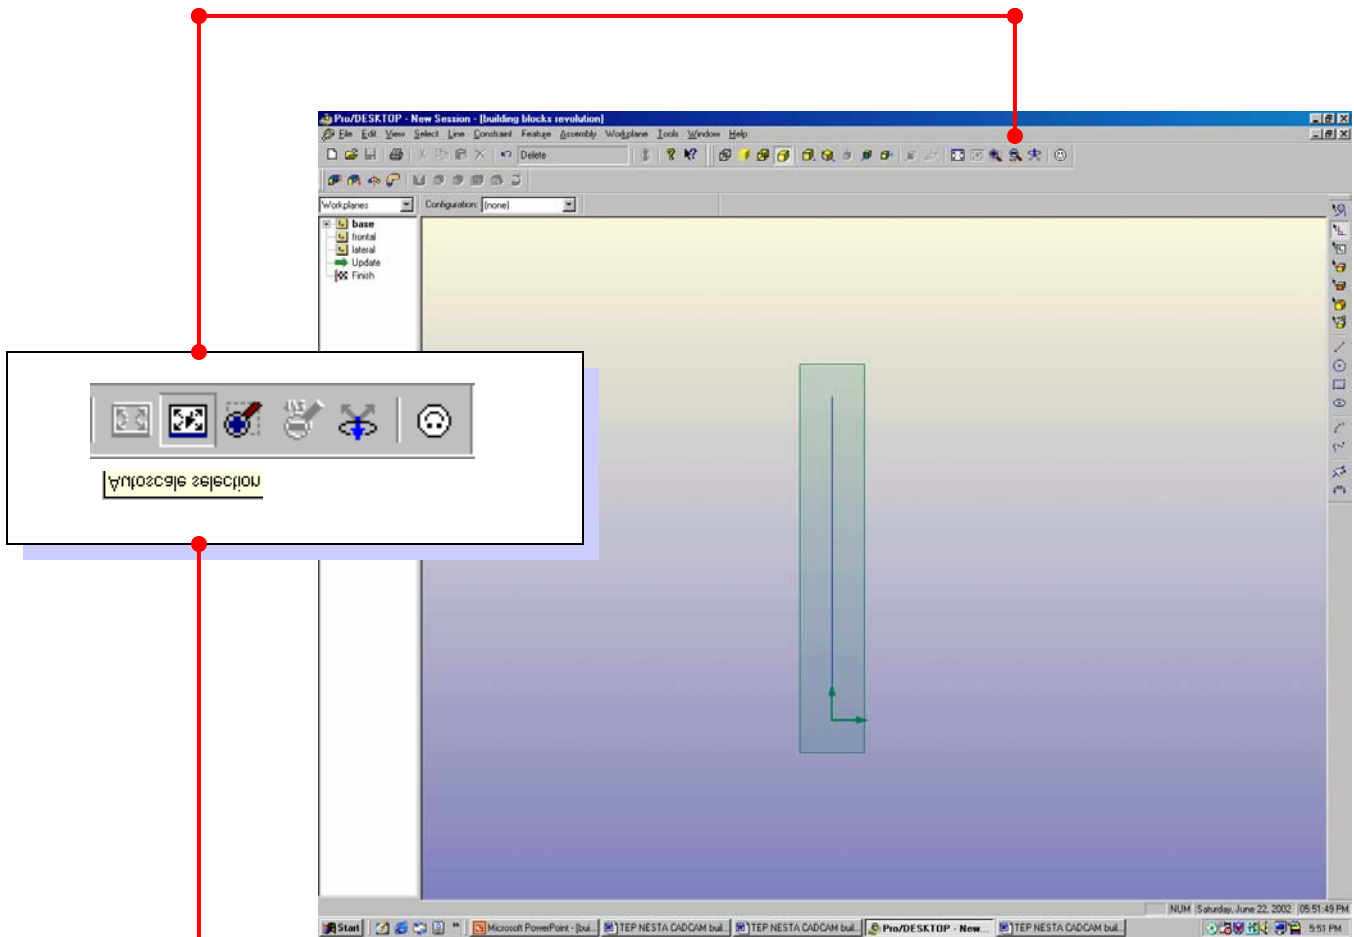 Pro/DESKTOP - New Session - [building blocks revolution]
File Edit View Select Line Constraint Feature Assembly Workplane Tools Window Help
Delete
Workplanes
Configuration: (none)
base
frontal
lateral
Update
Finish
Autoscale selection
NUM Saturday, June 22, 2002 05:51:49 PM
Start » Microsoft PowerPoint - [bui... TEP NESTA CADCAM buil... TEP NESTA CADCAM buil... Pro/DESKTOP - New... TEP NESTA CADCAM buil... 5:51 PM